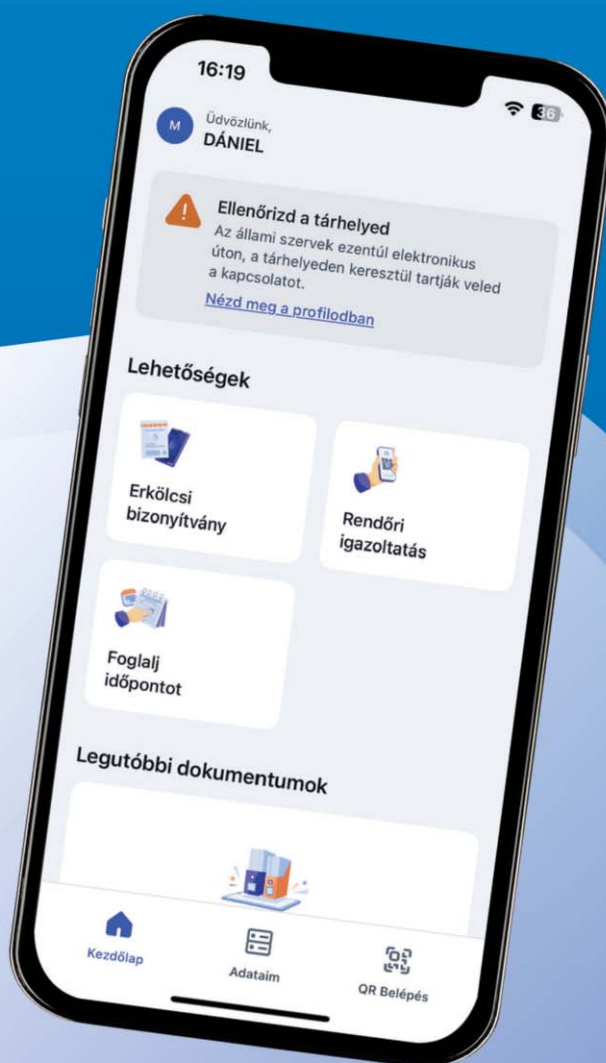 16:19
36
M
Üdvözlünk,
DÁNIEL
Ellenőrizd a tárhelyed
Az állami szervek ezentúl elektronikus
úton, a tárhelyeden keresztül tartják veled
a kapcsolatot.
Nézd meg a profilodban
Lehetőségek
Erkölcsi
bizonyítvány
Rendőri
igazoltatás
Foglalj
időpontot
Legutóbbi dokumentumok
Kezdőlap
Adataim
QR Belépés